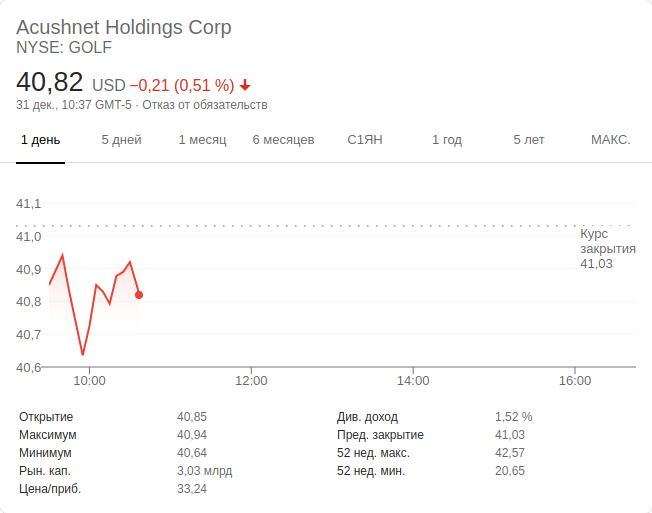 Acushnet Holdings Corp
NYSE: GOLF
40,82 USD −0,21 (0,51 %)
31 дек., 10:37 GMT-5 · Отказ от обязательств
1 день 5 дней 1 месяц 6 месяцев С1ЯН 1 год 5 лет МАКС.
41,1
41,0
40,9
40,8
40,7
40,6
Курс
закрытия
41,03
10:00 12:00 14:00 16:00
Открытие 40,85 Див. доход 1,52 %
Максимум 40,94 Пред. закрытие 41,03
Минимум 40,64 52 нед. макс. 42,57
Рын. кап. 3,03 млрд 52 нед. мин. 20,65
Цена/приб. 33,24